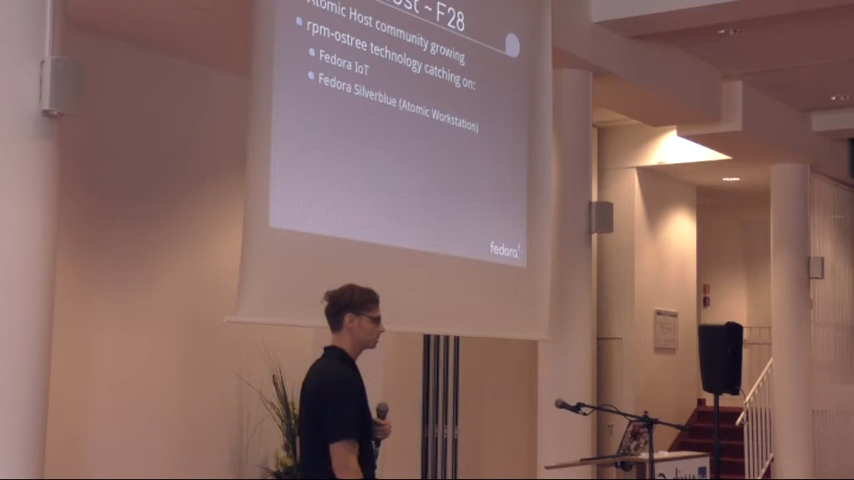 ost ~ F28
Atomic Host community growing
rpm-ostree technology catching on:
Fedora IoT
Fedora Silverblue (Atomic Workstation)
fedora